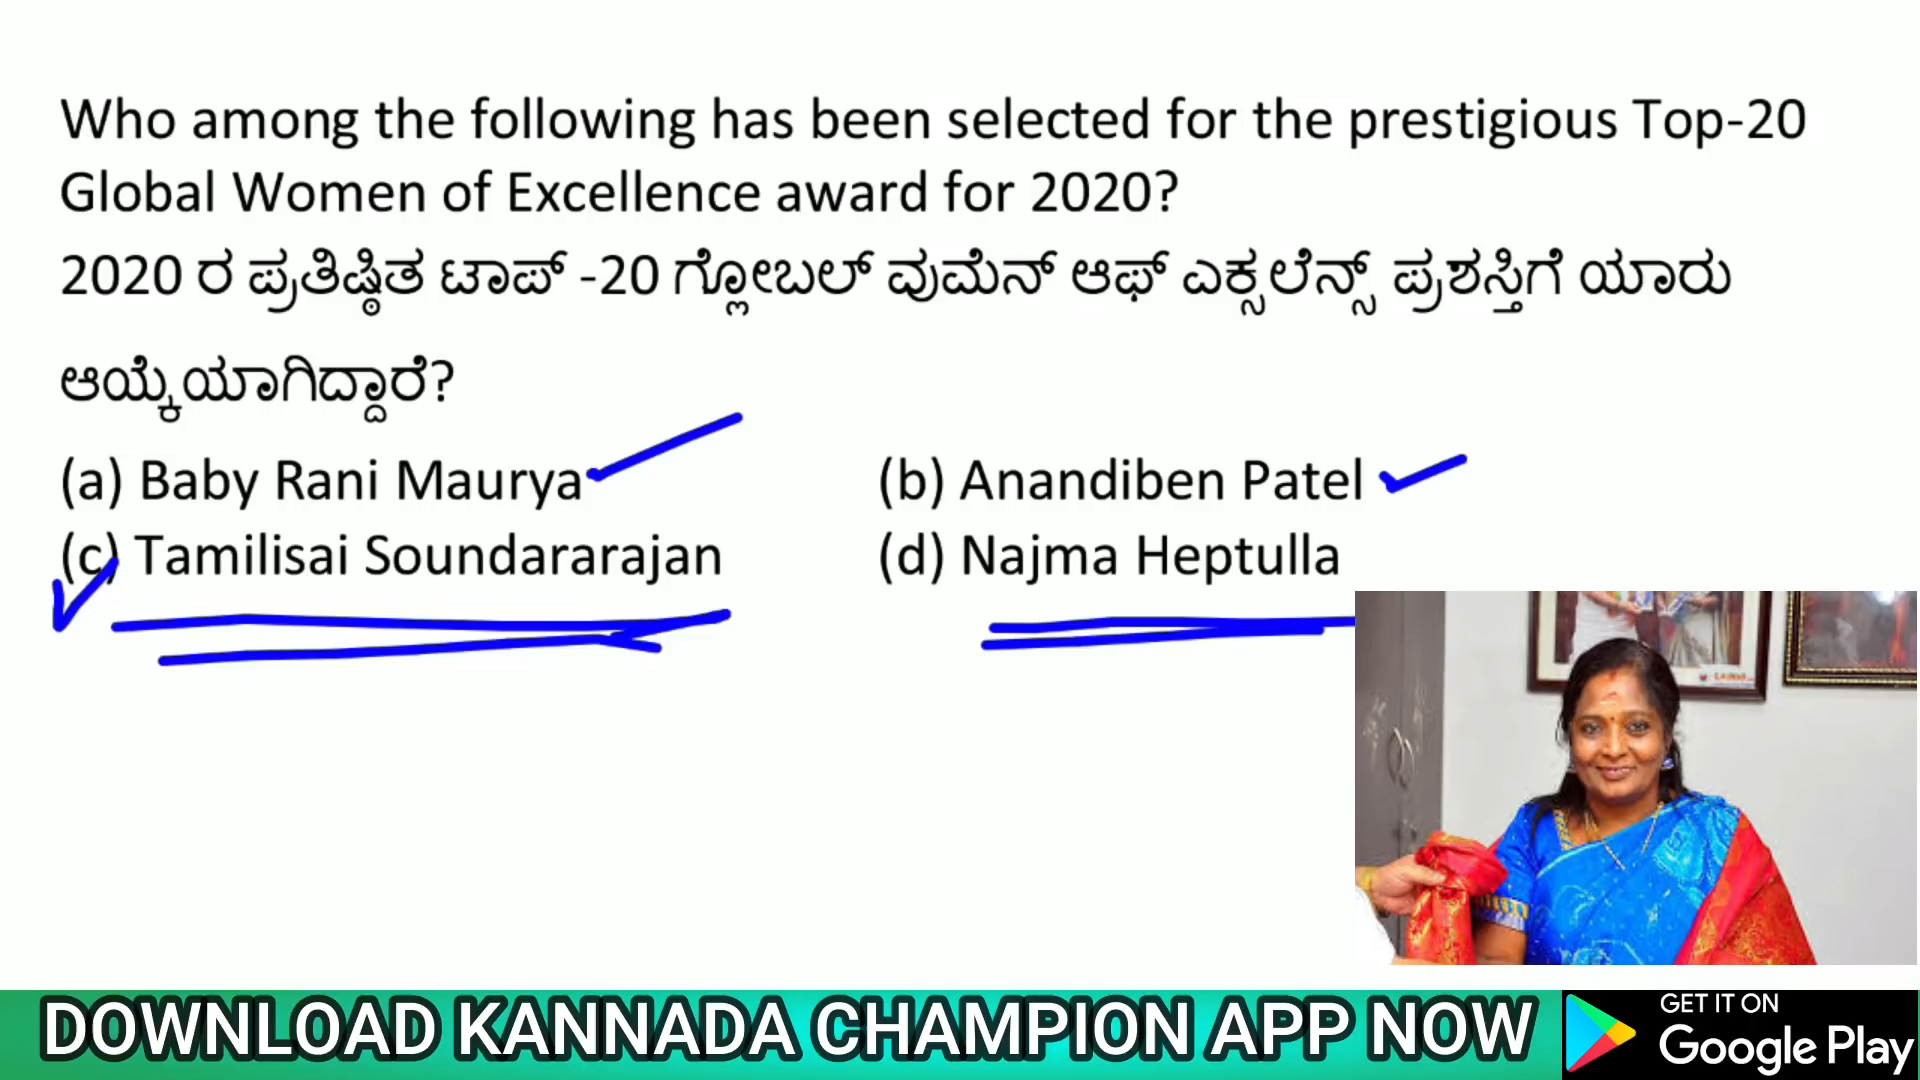 Who among the following has been selected for the prestigious Top-20
Global Women of Excellence award for 2020?
2020 ರ ಪ್ರತಿಷ್ಠಿತ ಟಾಪ್ -20 ಗ್ಲೋಬಲ್ ವುಮೆನ್ ಆಫ್ ಎಕ್ಸಲೆನ್ಸ್ ಪ್ರಶಸ್ತಿಗೆ ಯಾರು
ಆಯ್ಕೆಯಾಗಿದ್ದಾರೆ?
(a) Baby Rani Maurya (b) Anandiben Patel
(c) Tamilisai Soundararajan (d) Najma Heptulla
DOWNLOAD KANNADA CHAMPION APP NOW
GET IT ON
Google Play